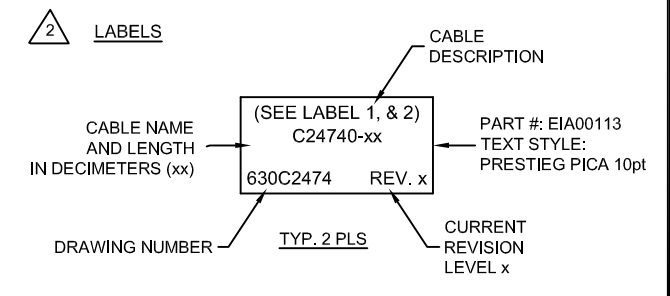 2 LABELS
CABLE
DESCRIPTION
(SEE LABEL 1, & 2)
C24740-xx
630C2474 REV. x
CABLE NAME
AND LENGTH
IN DECIMETERS (xx)
PART #: EIA00113
TEXT STYLE:
PRESTIEG PICA 10pt
DRAWING NUMBER
TYP. 2 PLS
CURRENT
REVISION
LEVEL x